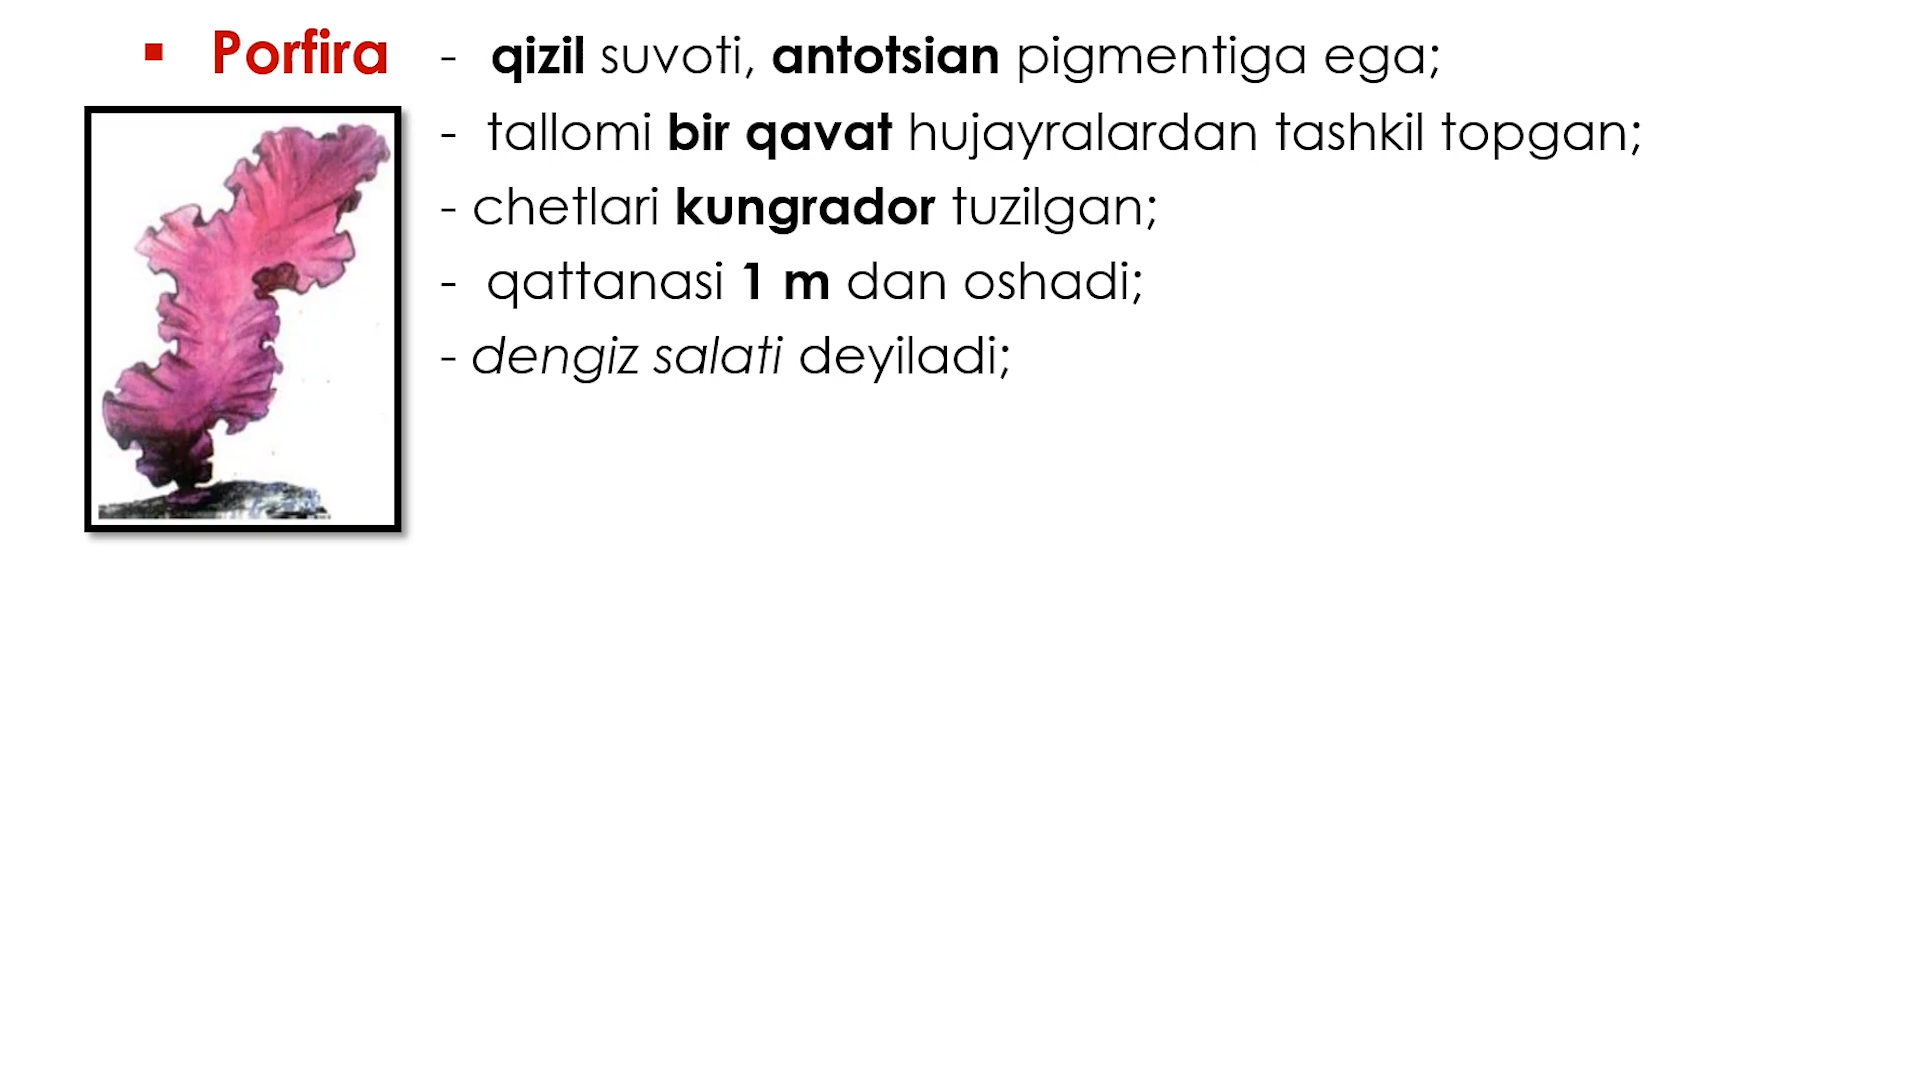 ▪ Porfira - qizil suvoti, antotsian pigmentiga ega;
- tallomi bir qavat hujayralardan tashkil topgan;
- chetlari kungrador tuzilgan;
- qattanasi 1 m dan oshadi;
- dengiz salati deyiladi;